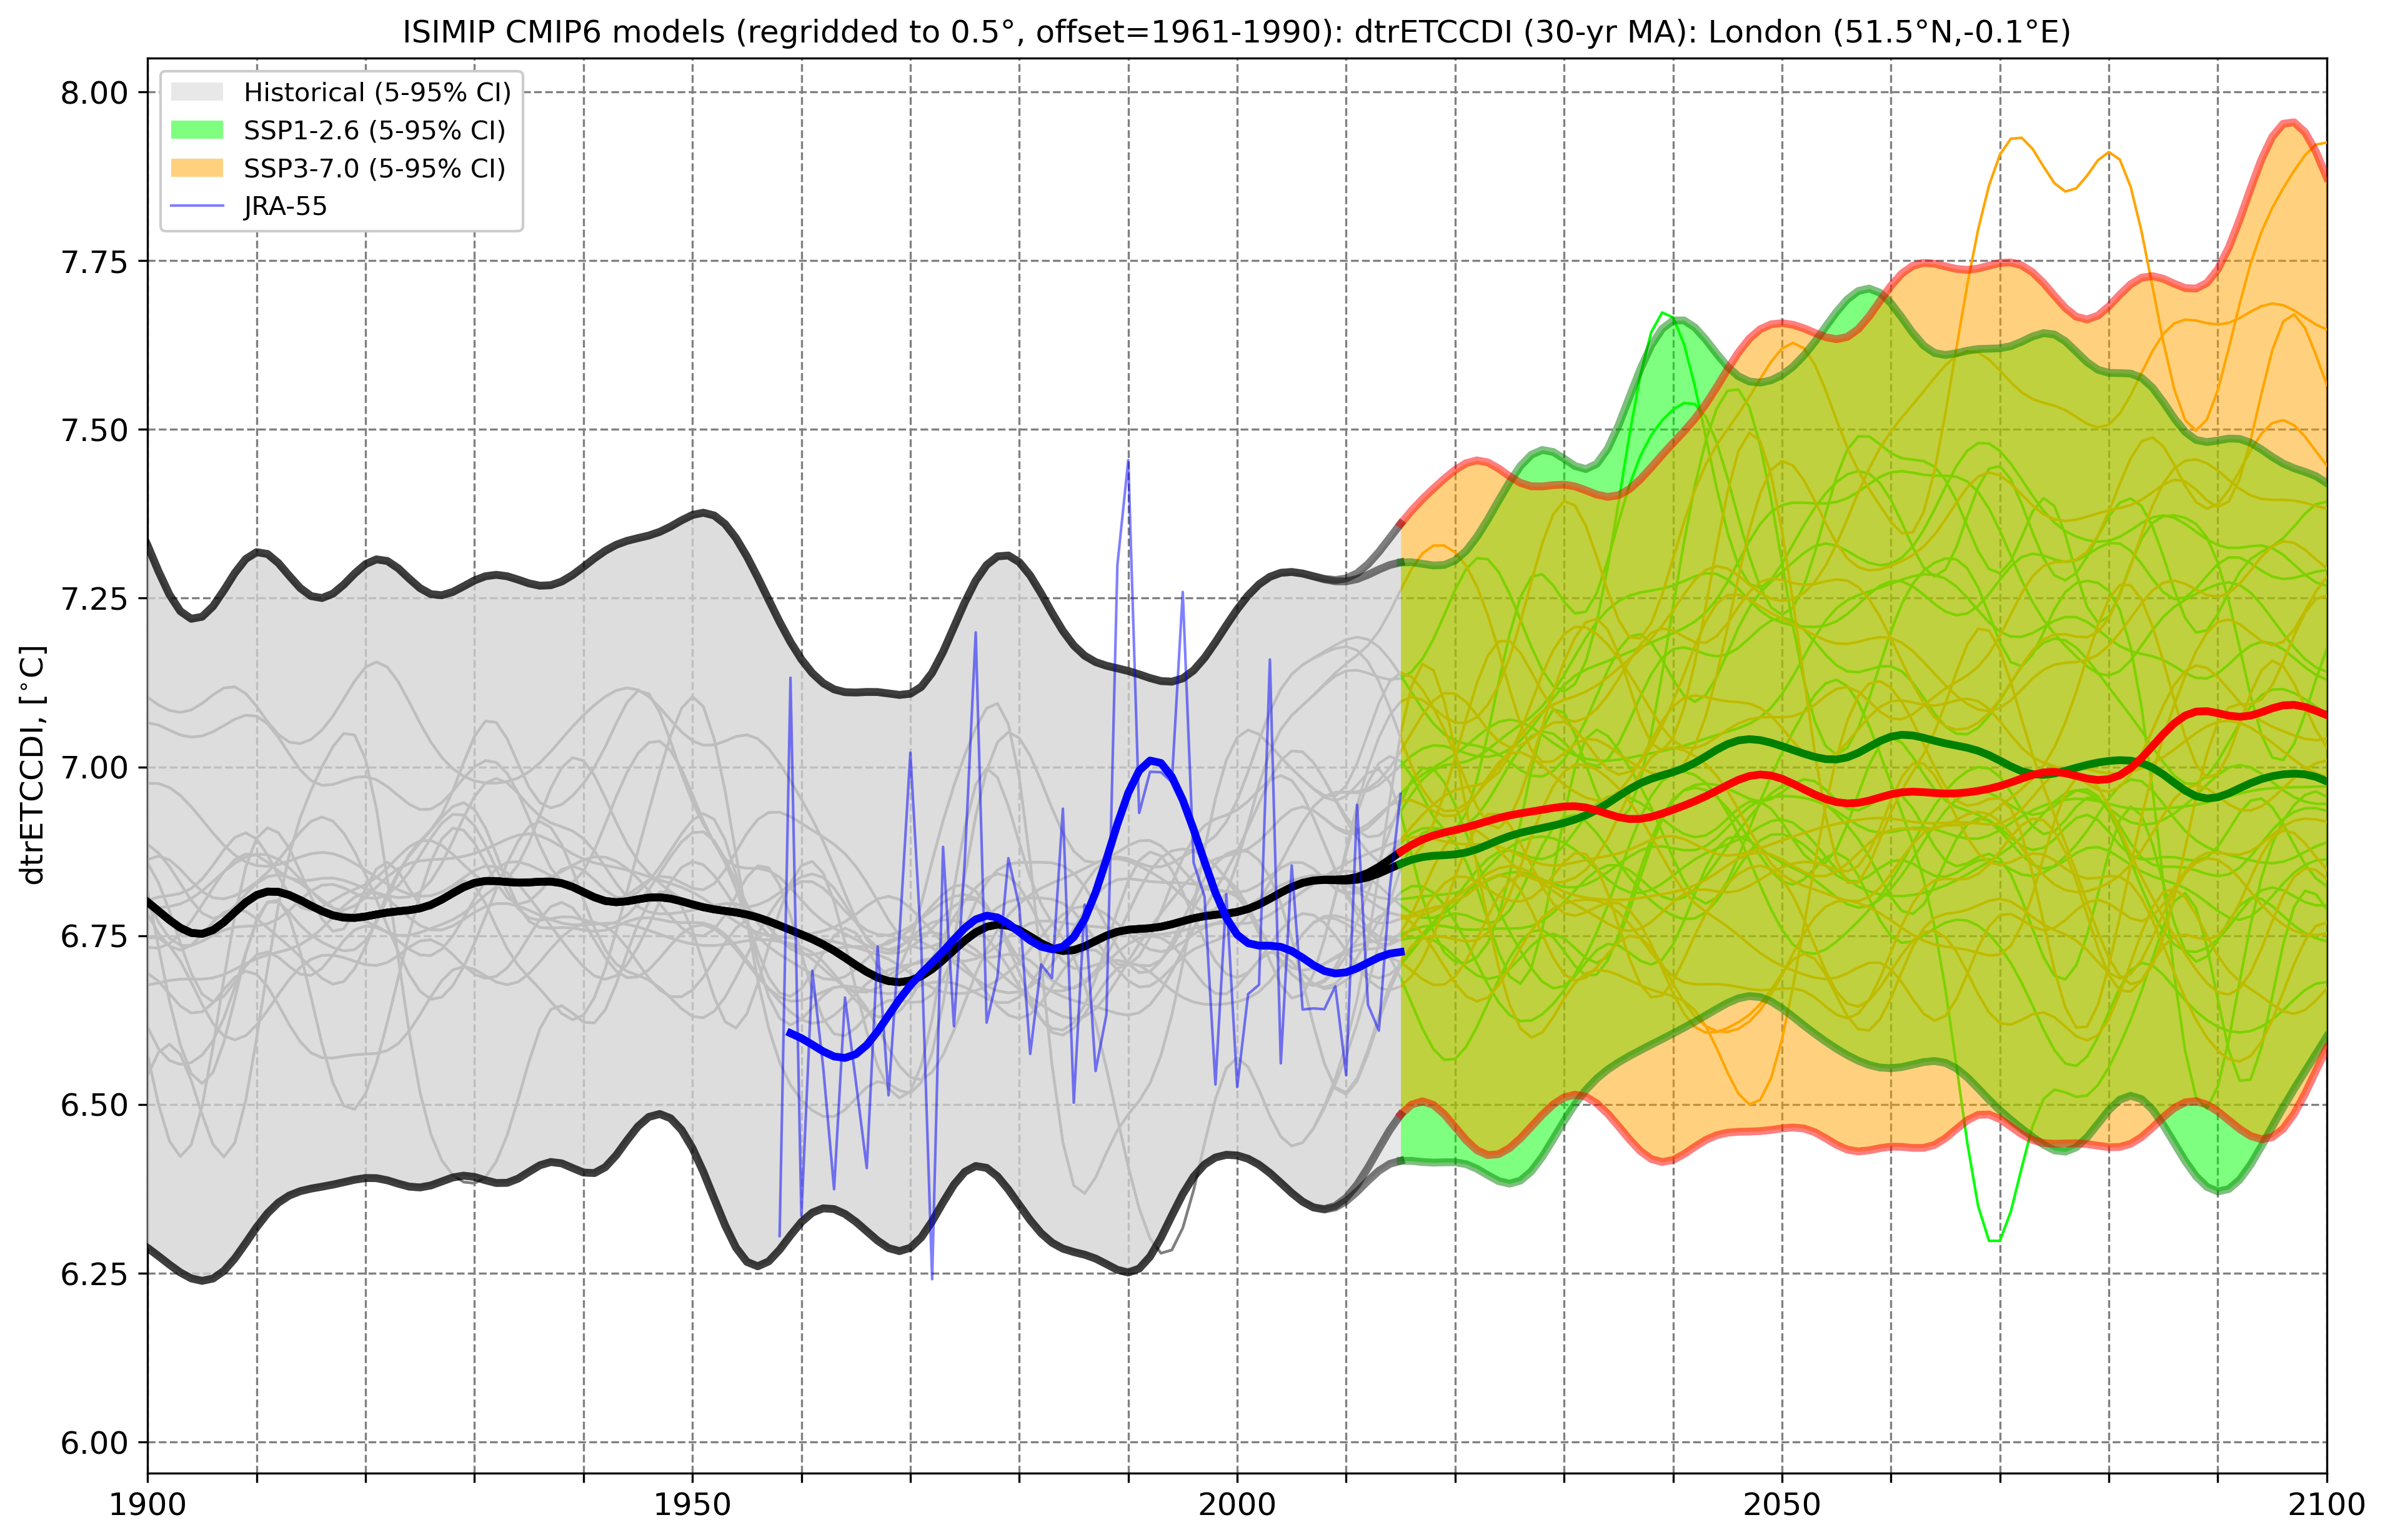 ISIMIP CMIP6 models (regridded to 0.5°, offset=1961-1990): dtrETCCDI (30-yr MA): London (51.5°N,-0.1°E)
Historical (5-95% CI)
SSP1-2.6 (5-95% CI)
SSP3-7.0 (5-95% CI)
JRA-55
dtrETCCDI, [°C]
8.00
7.75
7.50
7.25
7.00
6.75
6.50
6.25
6.00
1900 1950 2000 2050 2100